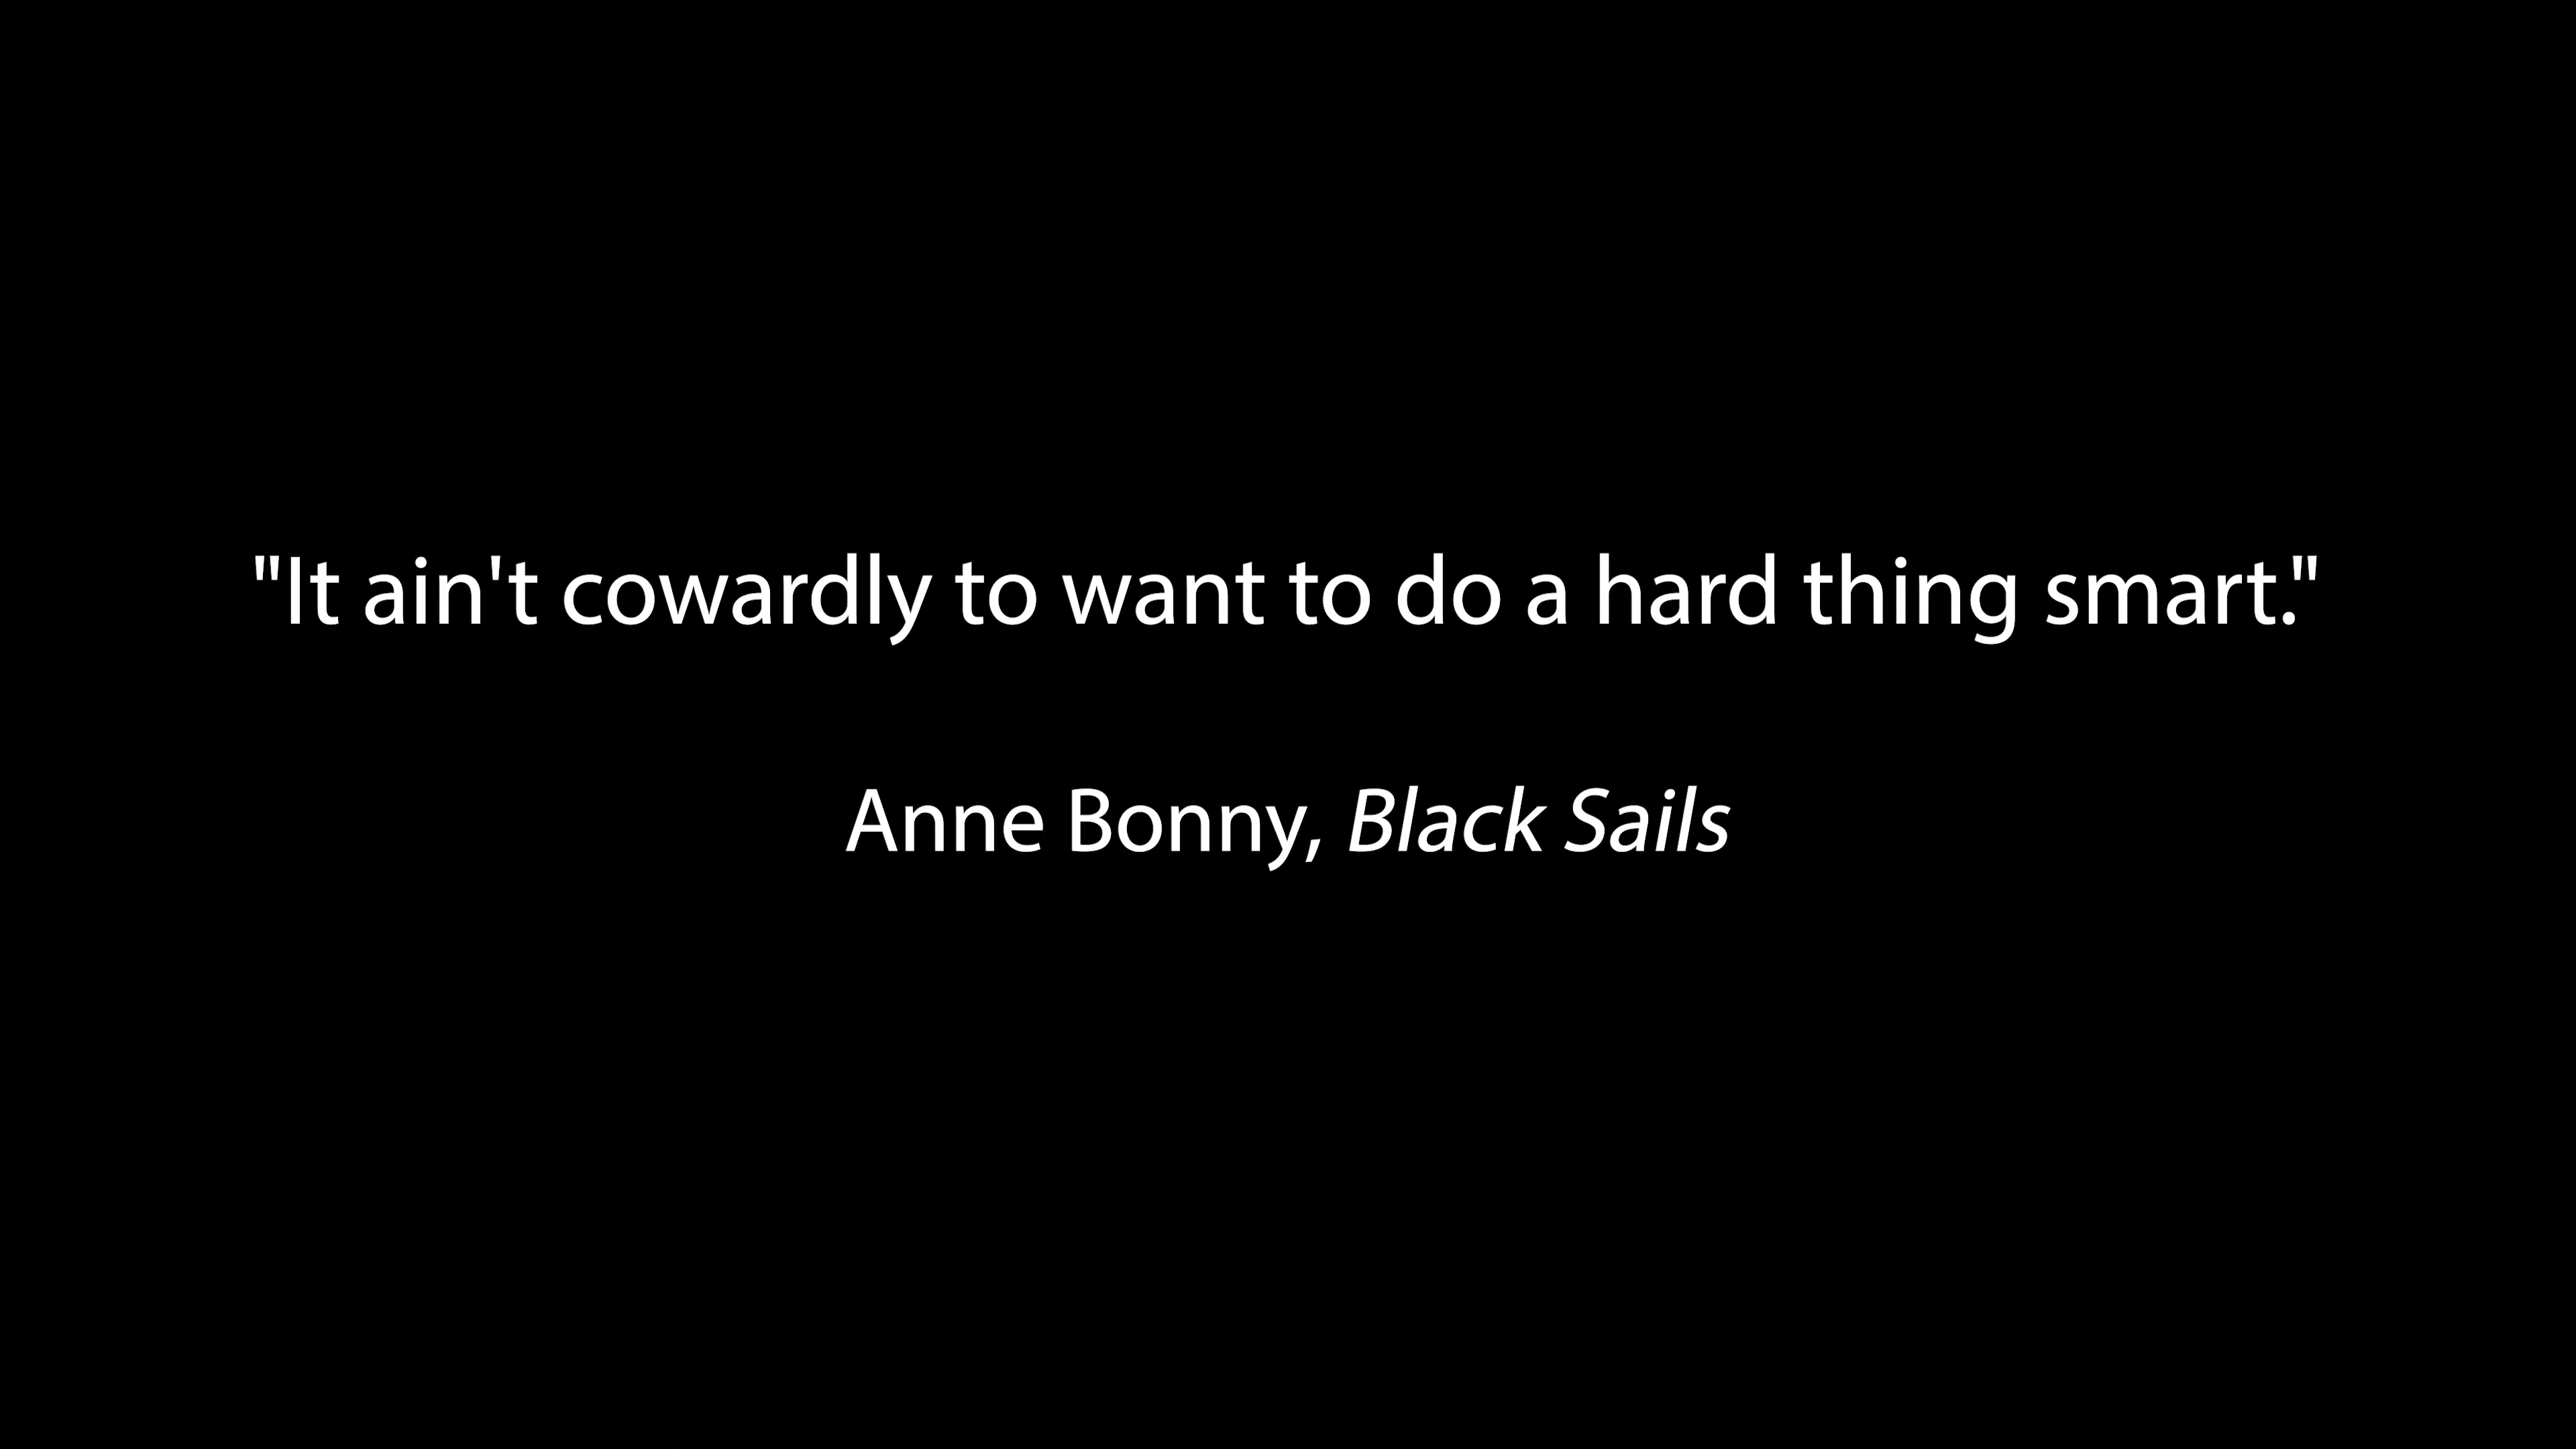 "It ain't cowardly to want to do a hard thing smart."
Anne Bonny, Black Sails